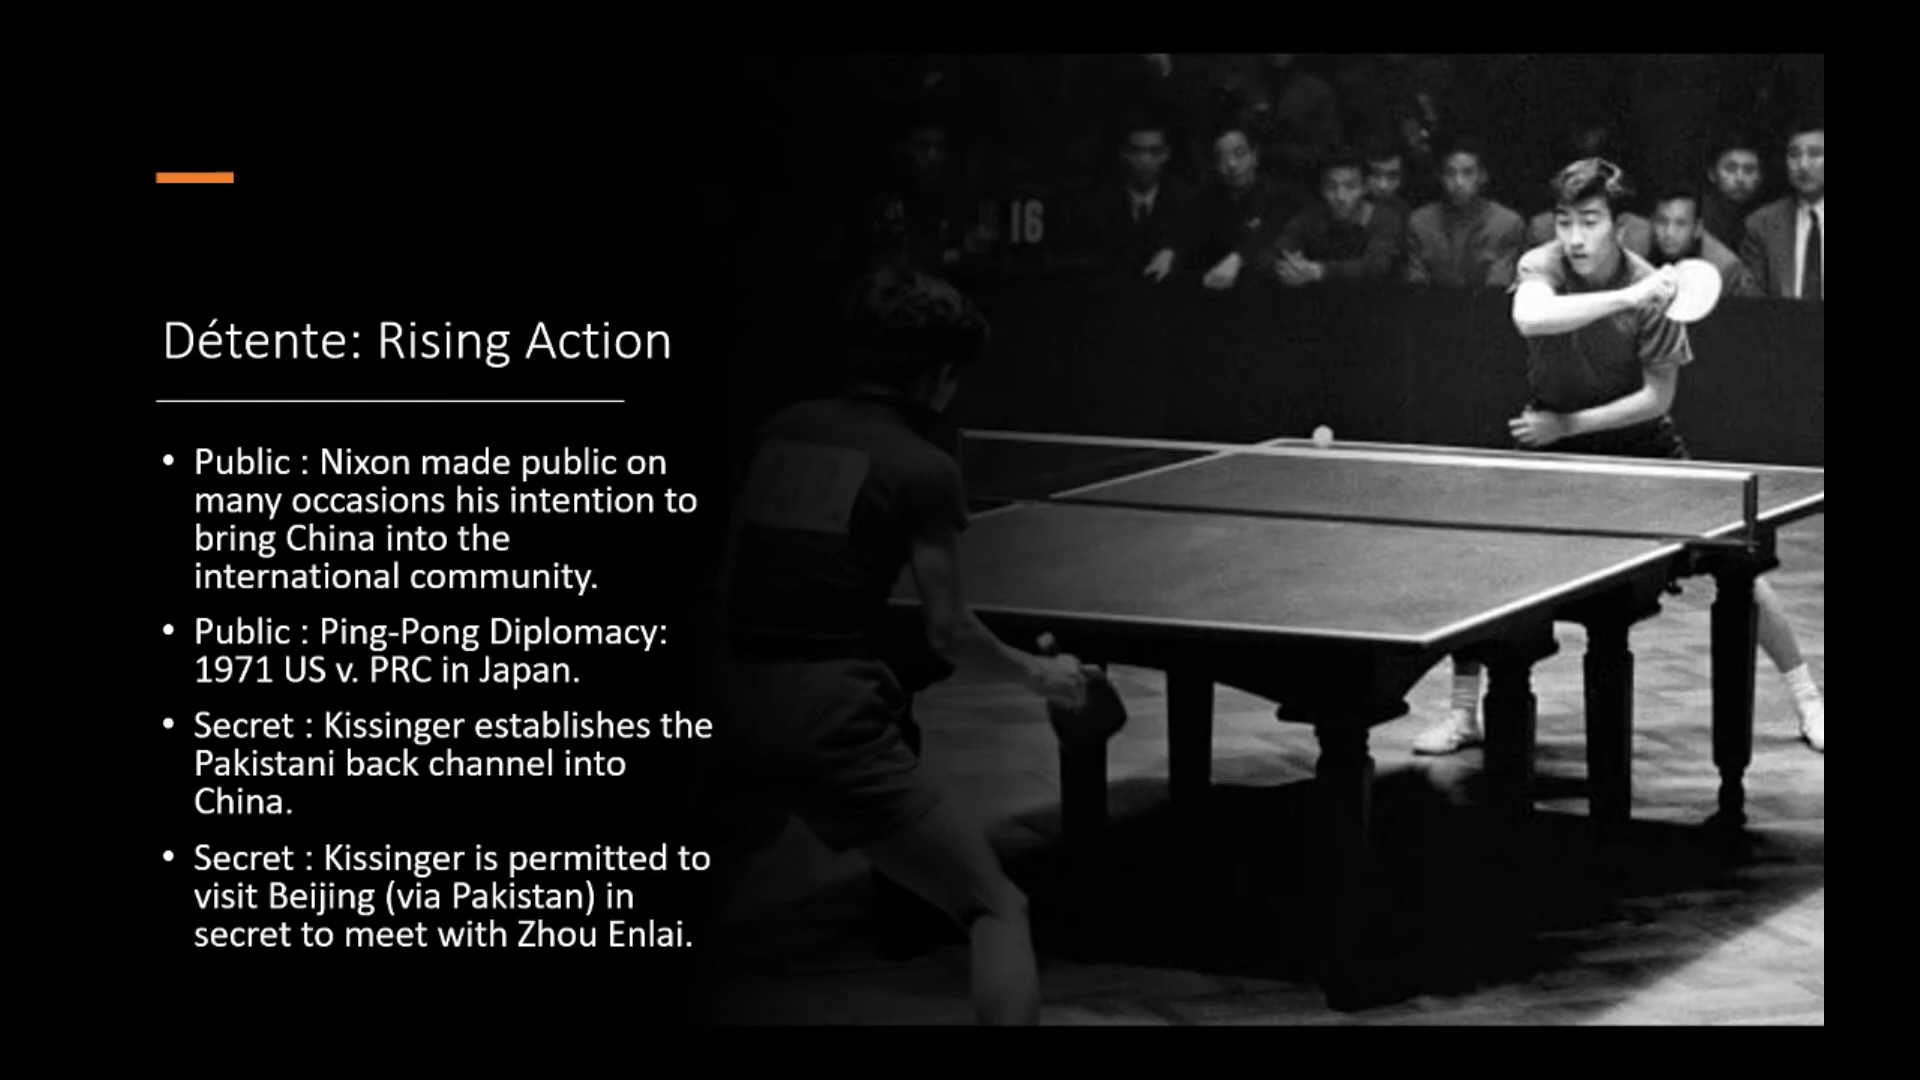 Détente: Rising Action
• Public : Nixon made public on
many occasions his intention to
bring China into the
international community.
• Public : Ping-Pong Diplomacy:
1971 US v. PRC in Japan.
• Secret : Kissinger establishes the
Pakistani back channel into
China.
• Secret : Kissinger is permitted to
visit Beijing (via Pakistan) in
secret to meet with Zhou Enlai.
16